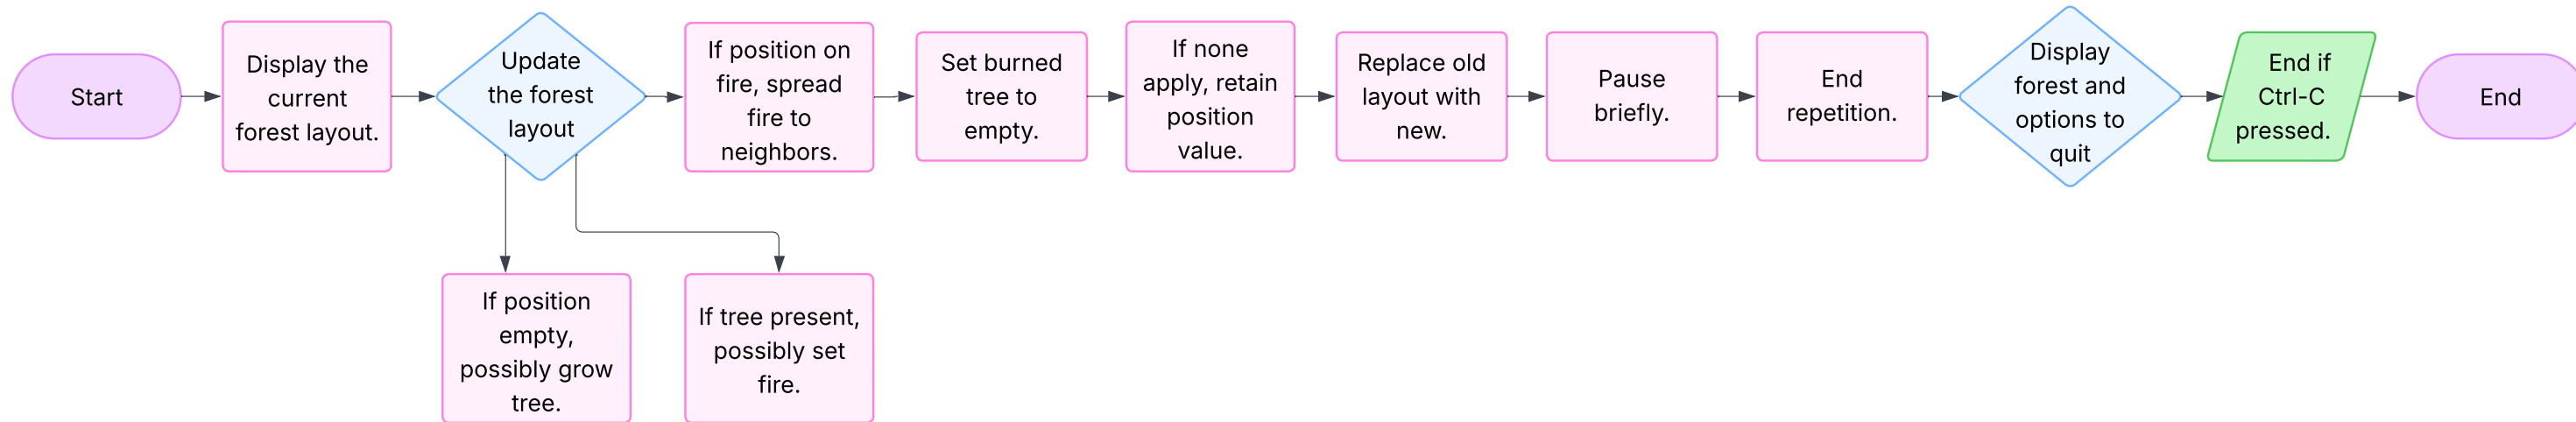 Start
Display the
current
forest layout.
Update
the forest
layout
If position on
fire, spread
fire to
neighbors.
Set burned
tree to
empty.
If none
apply, retain
position
value.
Replace old
layout with
new.
Pause
briefly.
End
repetition.
Display
forest and
options to
quit
End if
Ctrl-C
pressed.
End
If position
empty,
possibly grow
tree.
If tree present,
possibly set
fire.